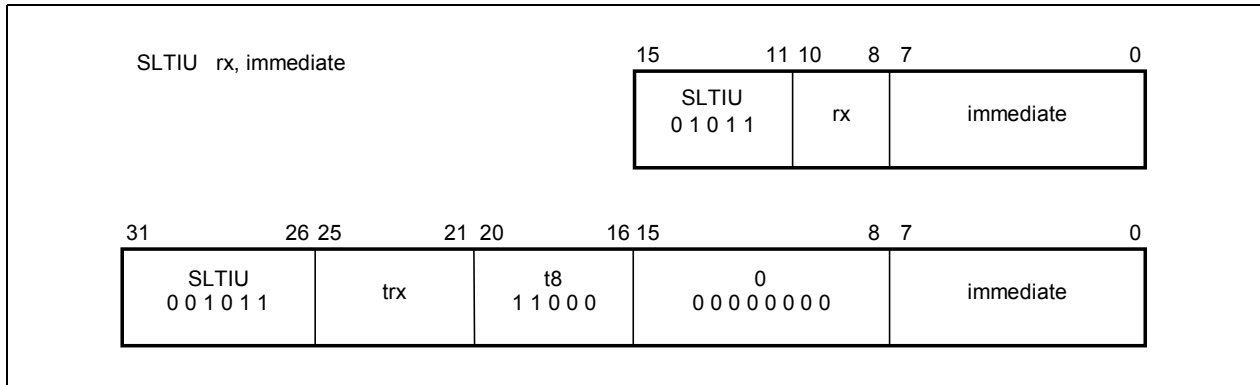 SLTIU rx, immediate
15 11 10 8 7 0
SLTIU
0 1 0 1 1
rx
immediate
31 26 25 21 20 16 15 8 7 0
SLTIU
0 0 1 0 1 1
trx
t8
1 1 0 0 0
0
0 0 0 0 0 0 0 0
immediate